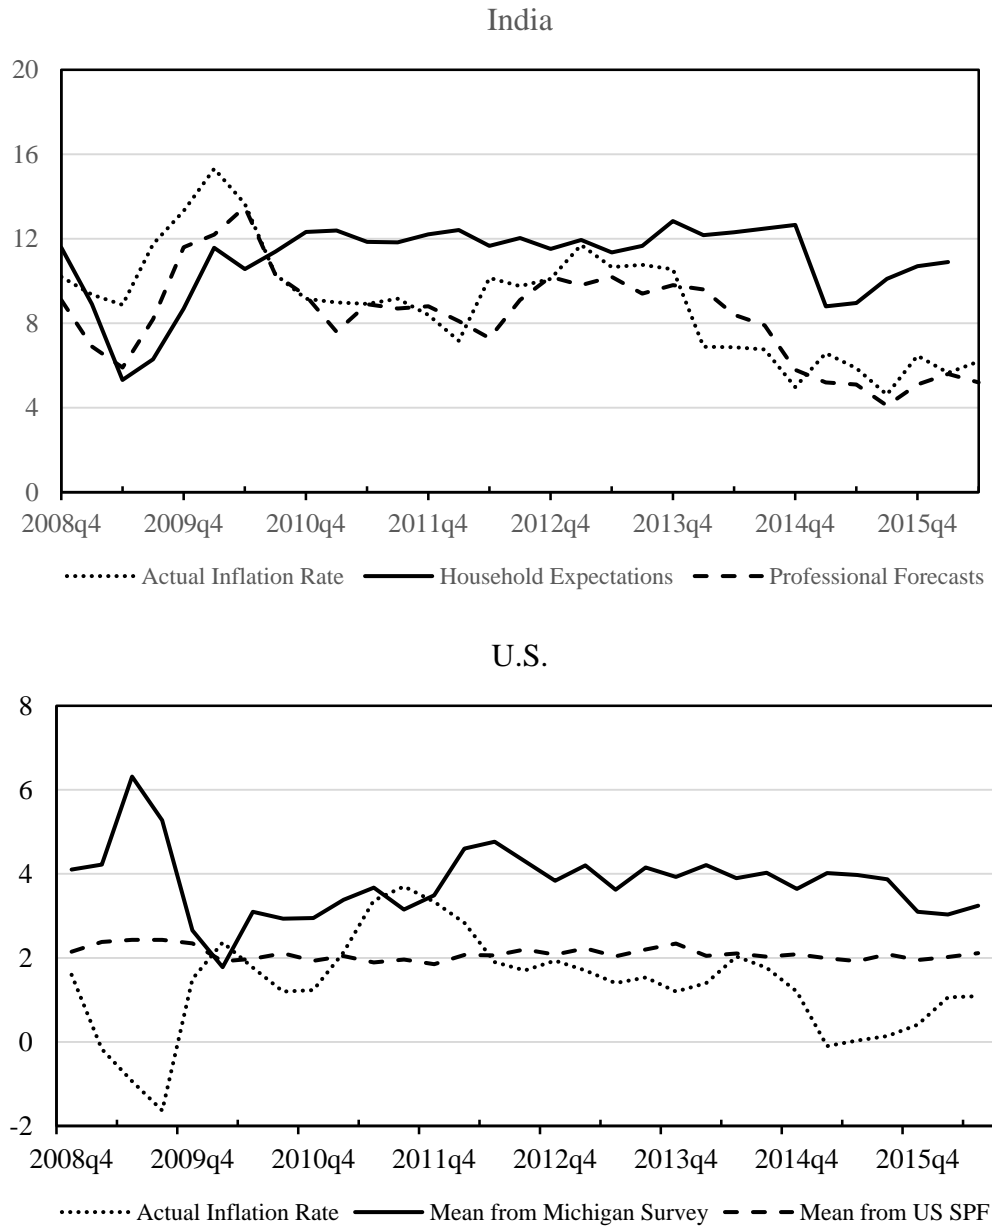 India
20
16
12
8
4
0
2008q4 2009q4 2010q4 2011q4 2012q4 2013q4 2014q4 2015q4
Actual Inflation Rate Household Expectations Professional Forecasts
U.S.
8
6
4
2
0
-2
2008q4 2009q4 2010q4 2011q4 2012q4 2013q4 2014q4 2015q4
Actual Inflation Rate Mean from Michigan Survey Mean from US SPF